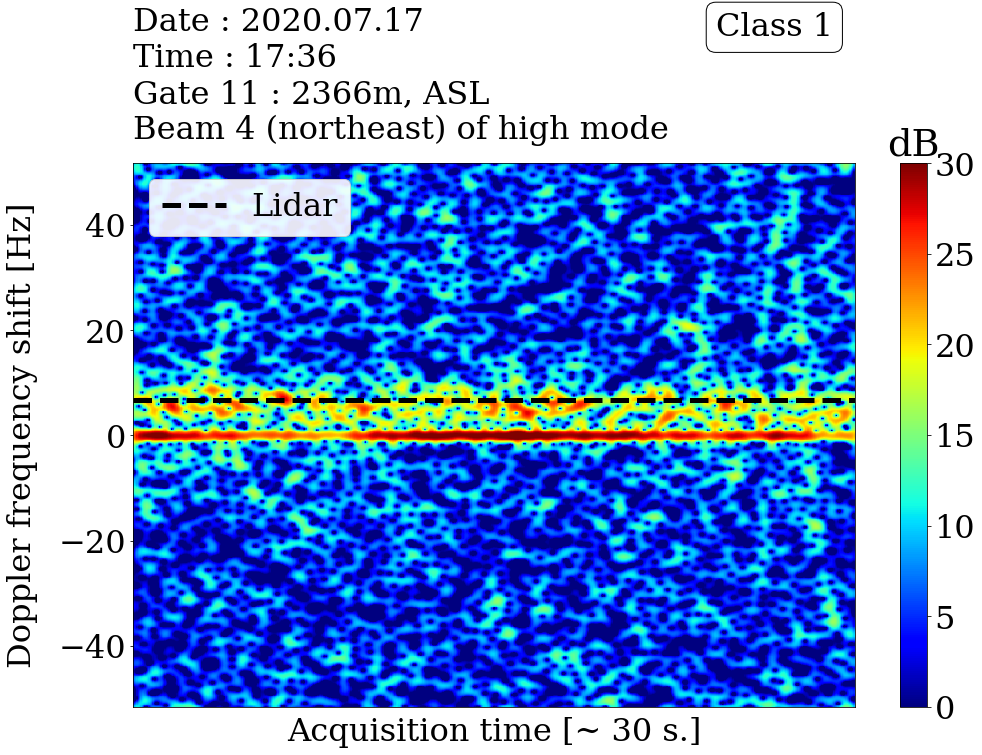 Date : 2020.07.17
Time : 17:36
Gate 11 : 2366m, ASL
Beam 4 (northeast) of high mode
Class 1
dB
Lidar
Doppler frequency shift [Hz]
40
20
0
−20
−40
30
25
20
15
10
5
0
Acquisition time [~ 30 s.]